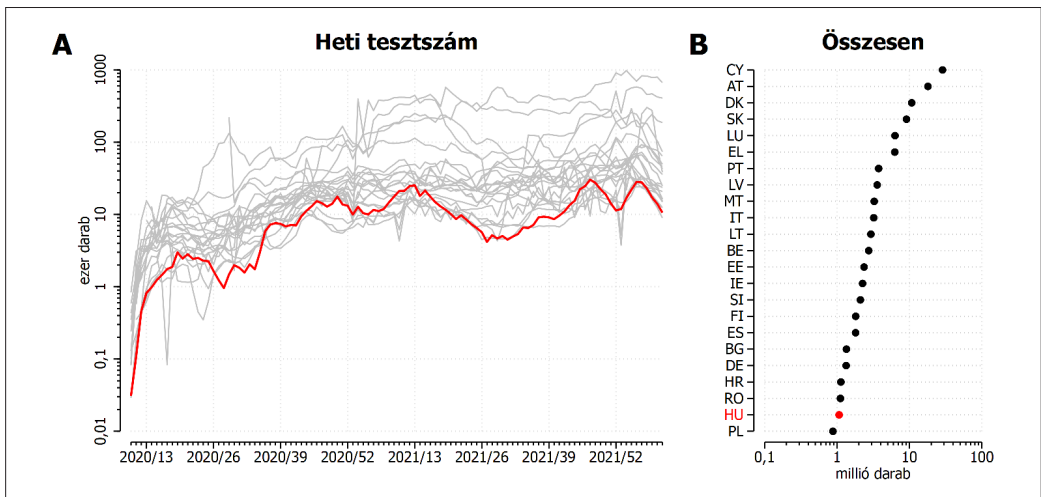 A
Heti tesztszám
ezer darab
1000
100
10
1
0,1
0,01
2020/13
2020/26
2020/39
2020/52
2021/13
2021/26
2021/39
2021/52
B
Összesen
CY
AT
DK
SK
LU
EL
PT
LV
MT
IT
LT
BE
EE
IE
SI
FI
ES
BG
DE
HR
RO
HU
PL
0,1
1
10
100
millió darab